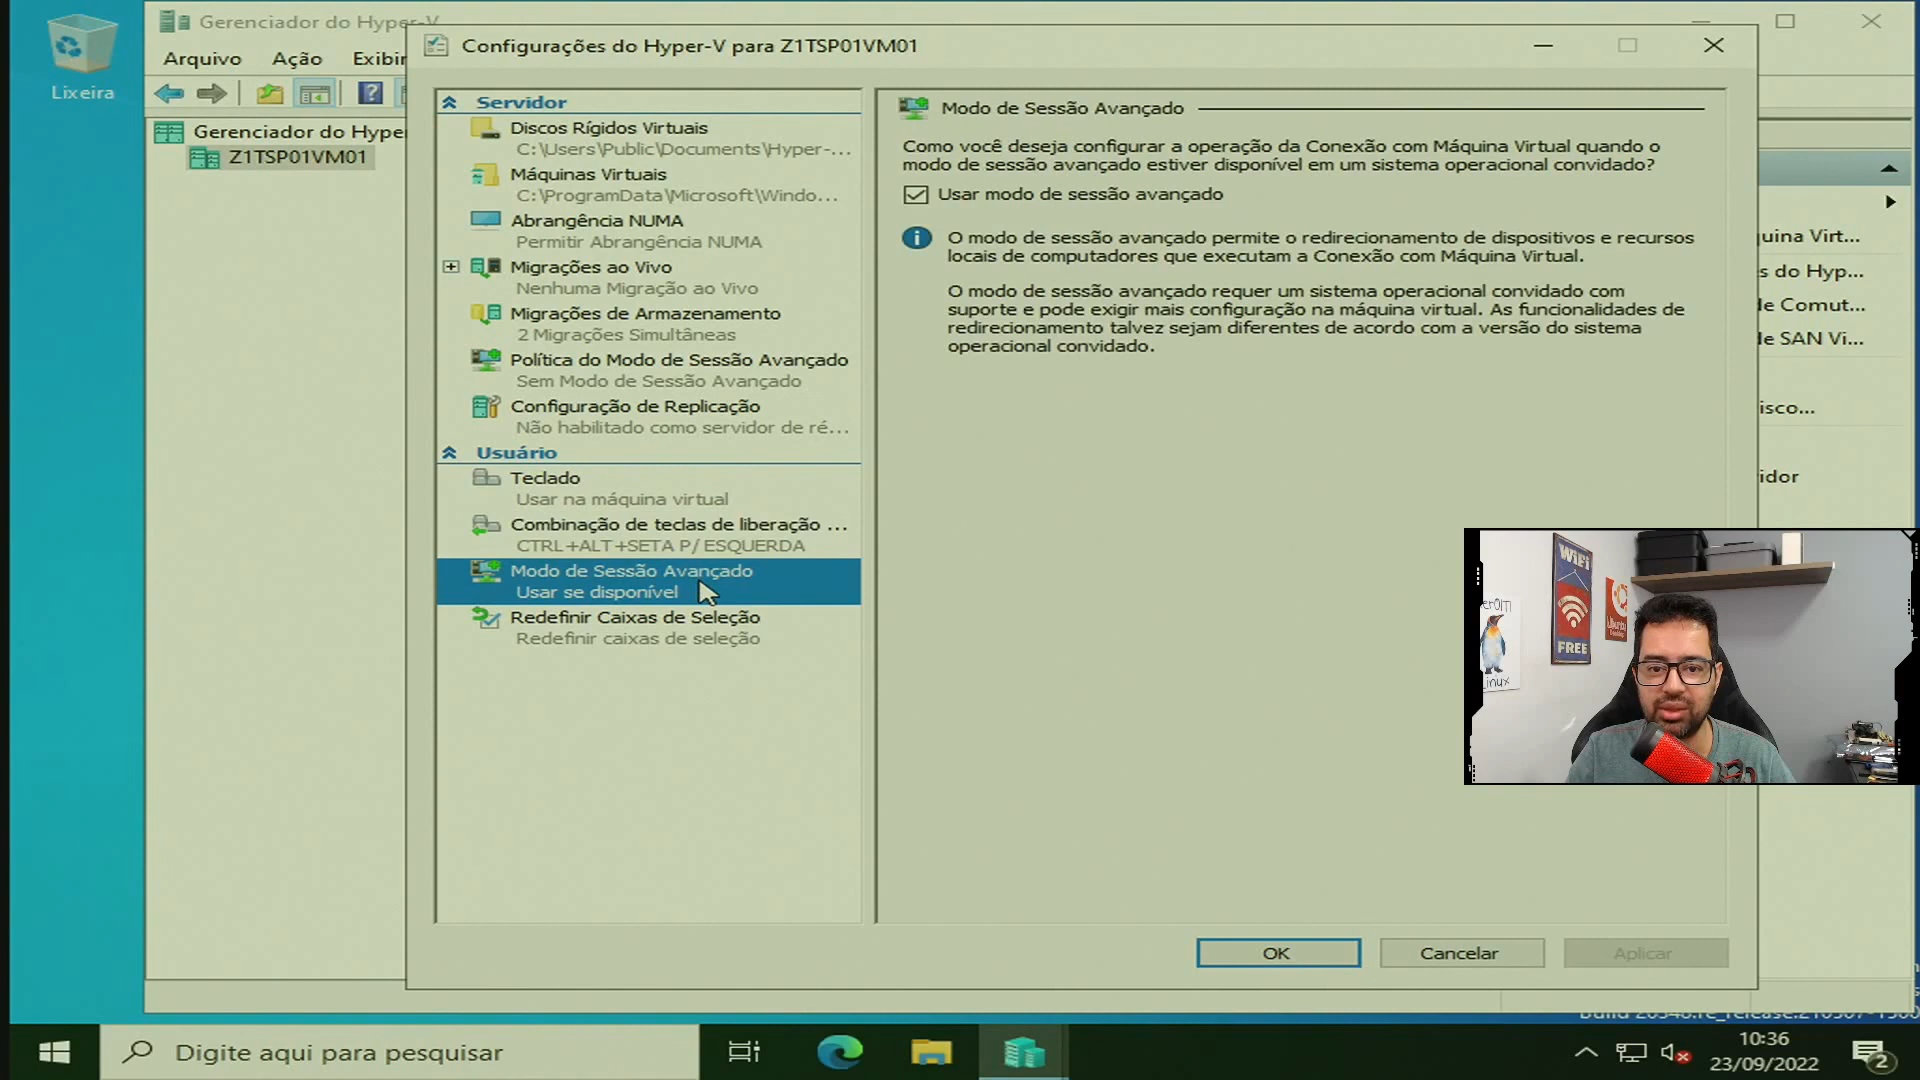 Lixeira
Gerenciador do Hyper-V
Arquivo
Ação
Exibir
Gerenciador do Hyper
Z1TSP01VM01
Configurações do Hyper-V para Z1TSP01VM01
Servidor
Discos Rígidos Virtuais
C:\Users\Public\Documents\Hyper-...
Máquinas Virtuais
C:\ProgramData\Microsoft\Windo...
Abrangência NUMA
Permitir Abrangência NUMA
Migrações ao Vivo
Nenhuma Migração ao Vivo
Migrações de Armazenamento
2 Migrações Simultâneas
Política do Modo de Sessão Avançado
Sem Modo de Sessão Avançado
Configuração de Replicação
Não habilitado como servidor de ré...
Usuário
Teclado
Usar na máquina virtual
Combinação de teclas de liberação ...
CTRL+ALT+SETA P/ ESQUERDA
Modo de Sessão Avançado
Usar se disponível
Redefinir Caixas de Seleção
Redefinir caixas de seleção
Modo de Sessão Avançado
Como você deseja configurar a operação da Conexão com Máquina Virtual quando o
modo de sessão avançado estiver disponível em um sistema operacional convidado?
Usar modo de sessão avançado
O modo de sessão avançado permite o redirecionamento de dispositivos e recursos
locais de computadores que executam a Conexão com Máquina Virtual.
O modo de sessão avançado requer um sistema operacional convidado com
suporte e pode exigir mais configuração na máquina virtual. As funcionalidades de
redirecionamento talvez sejam diferentes de acordo com a versão do sistema
operacional convidado.
OK
Cancelar
Aplicar
uina Virt...
s do Hyp...
de Comut...
de SAN Vi...
isco...
idor
WiFi
FREE
Linux
Digite aqui para pesquisar
10:36
23/09/2022
2